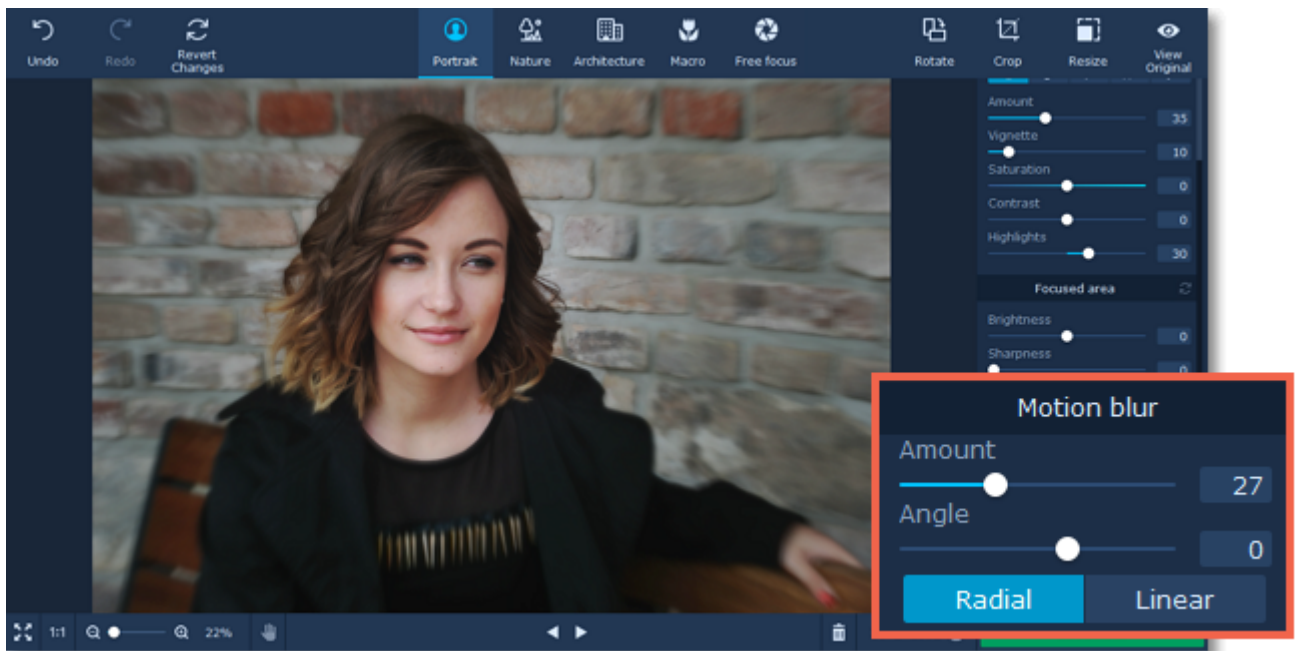 Undo
Redo
Revert
Changes
Portrait
Nature
Architecture
Macro
Free focus
Rotate
Crop
Resize
View
Original
Amount
35
Vignette
10
Saturation
0
Contrast
0
Highlights
30
Focused area
Brightness
0
Sharpness
0
Motion blur
Amount
27
Angle
0
Radial Linear
1:1
22%